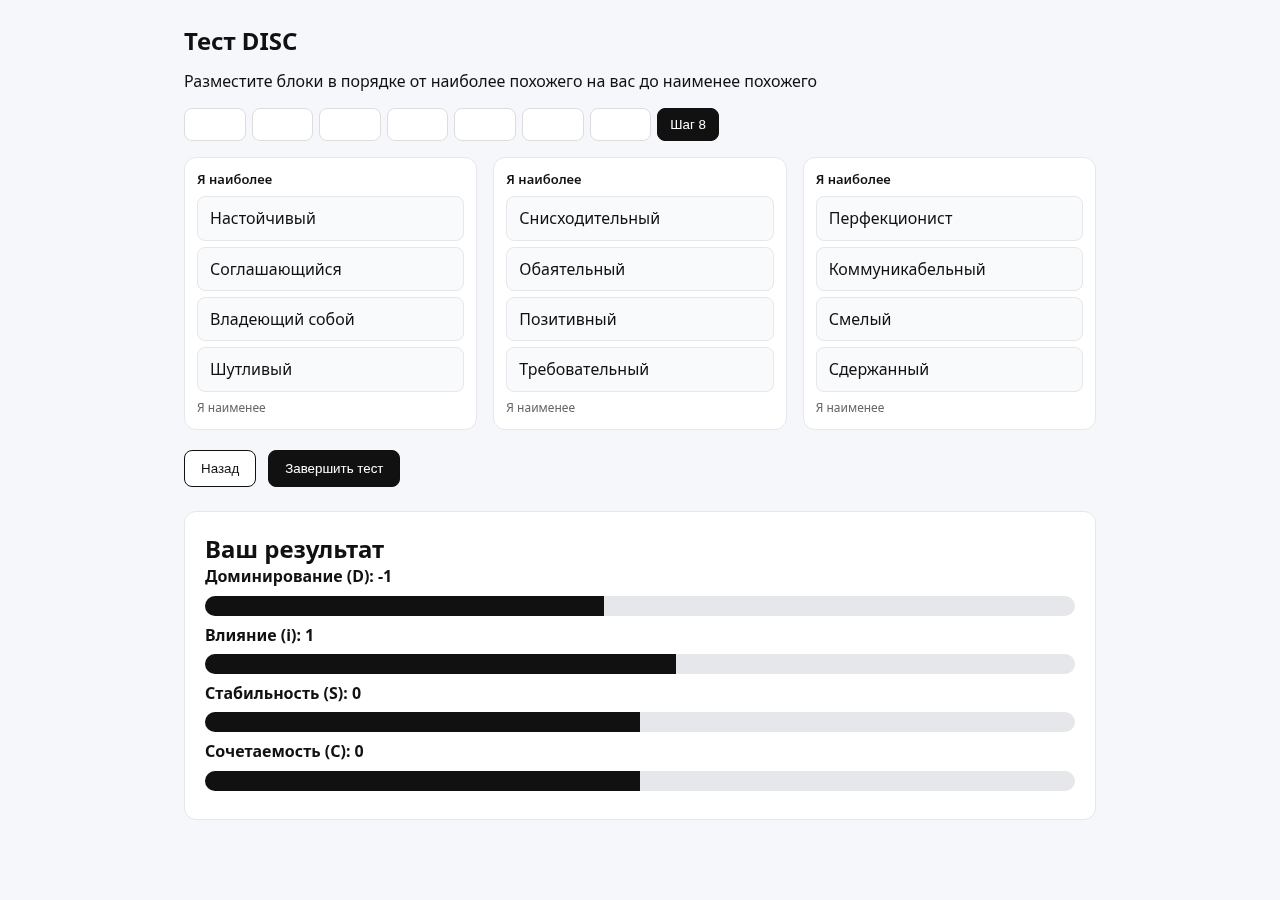 Тест DISC
Разместите блоки в порядке от наиболее похожего на вас до наименее похожего
Шаг 8
Я наиболее
Настойчивый
Соглашающийся
Владеющий собой
Шутливый
Я наименее
Я наиболее
Снисходительный
Обаятельный
Позитивный
Требовательный
Я наименее
Я наиболее
Перфекционист
Коммуникабельный
Смелый
Сдержанный
Я наименее
Назад
Завершить тест
Ваш результат
Доминирование (D): -1
Влияние (i): 1
Стабильность (S): 0
Сочетаемость (C): 0